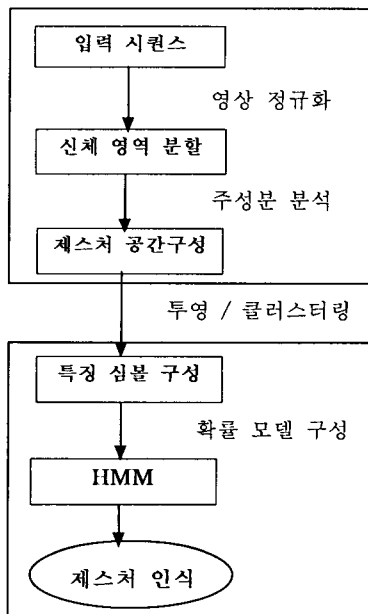 입력 시퀀스
영상 정규화
신체 영역 분할
주성분 분석
제스처 공간구성
투영 / 클러스터링
특징 심볼 구성
확률 모델 구성
HMM
제스처 인식